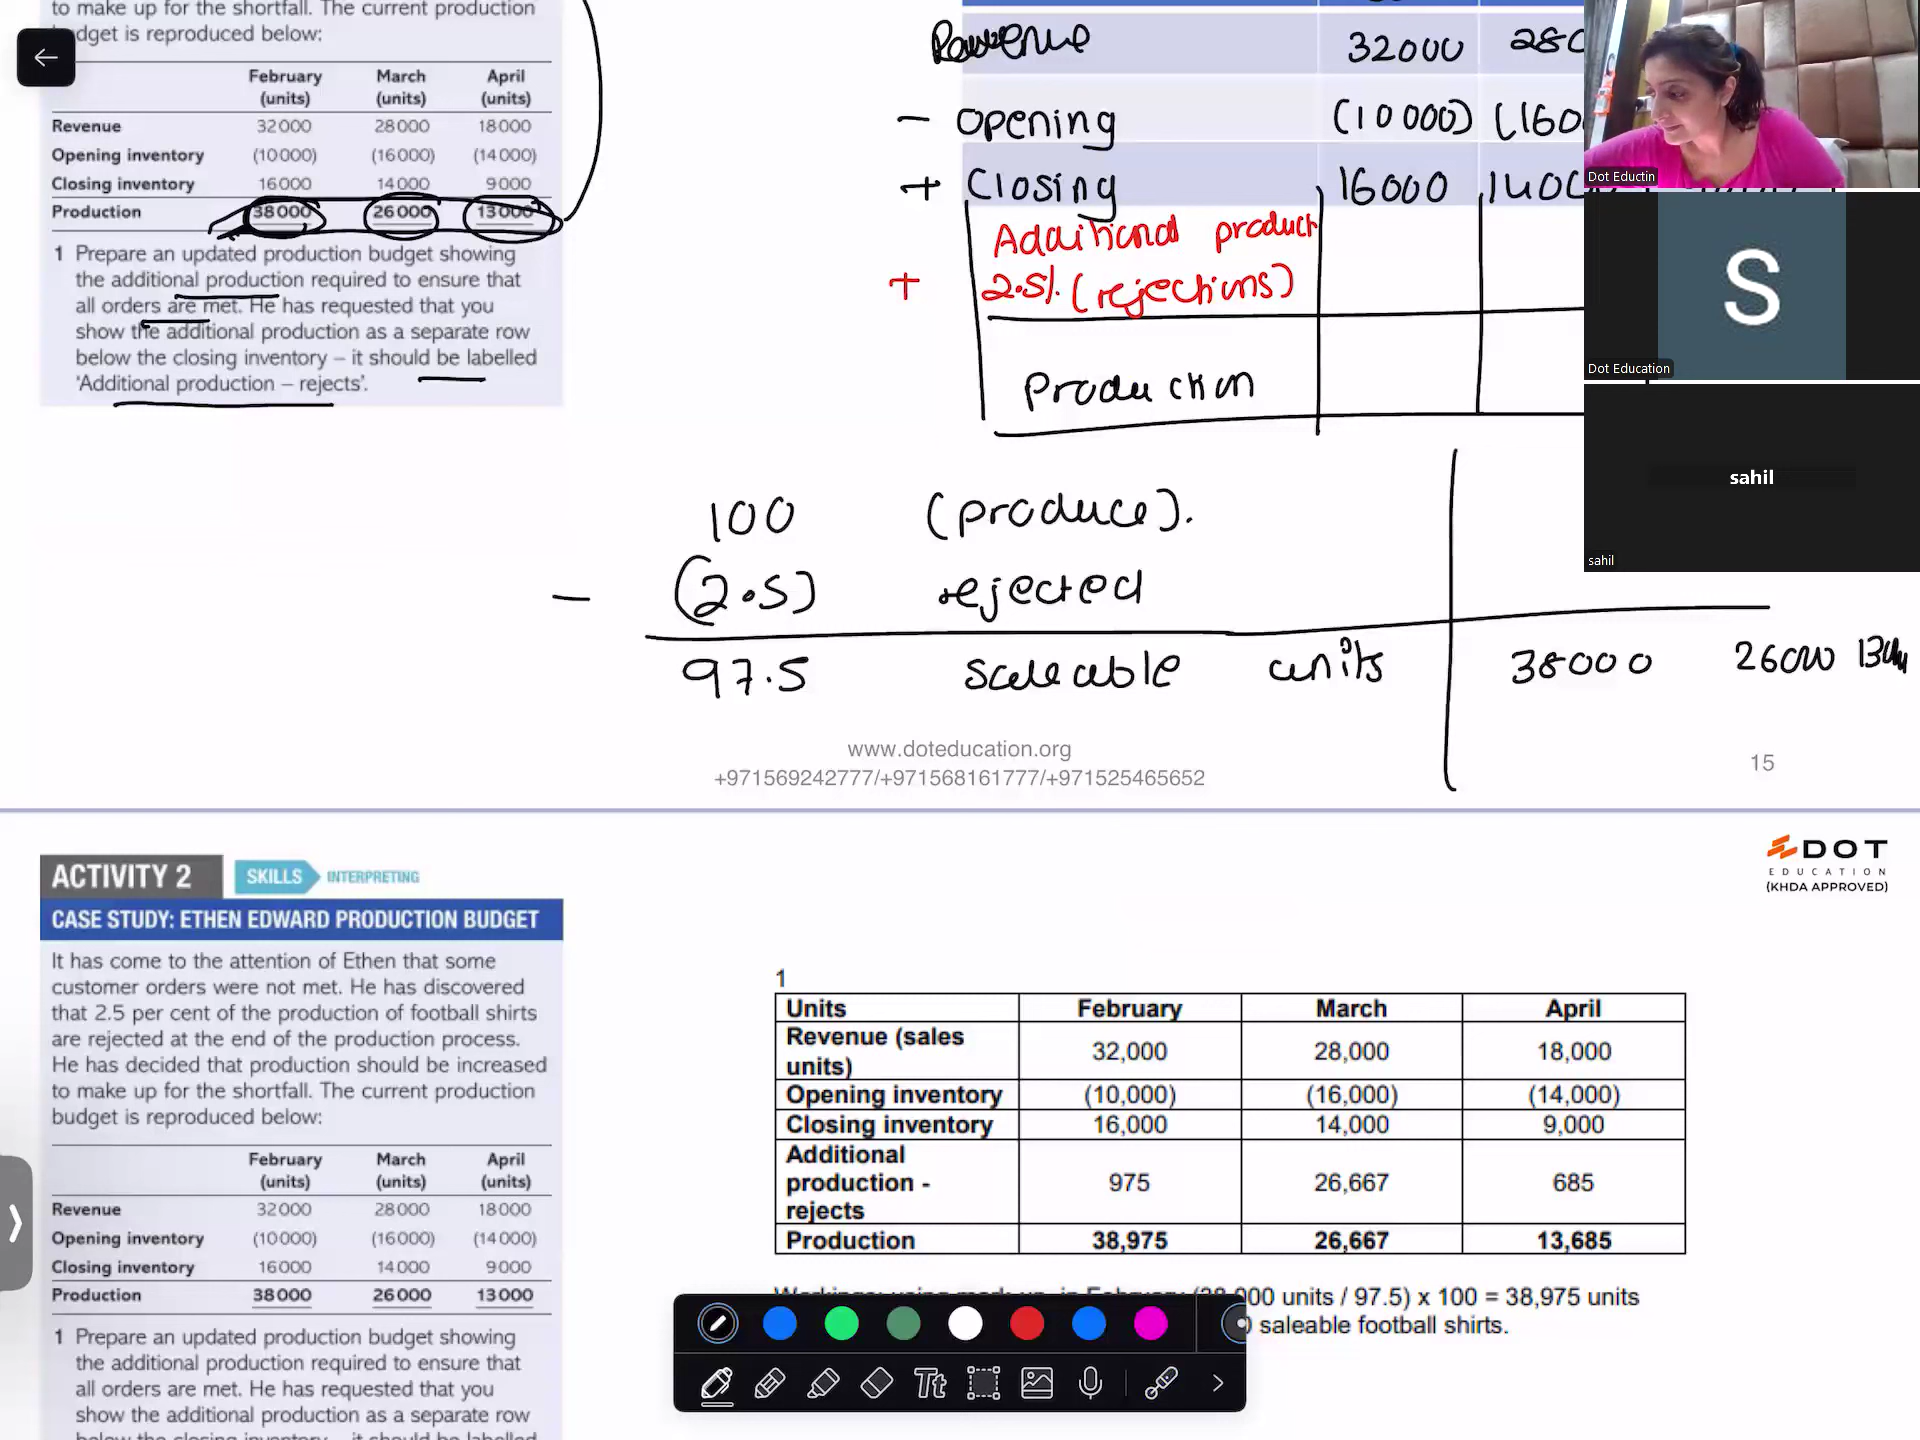 to make up for the shortfall. The current production
dget is reproduced below:
February March April
(units) (units) (units)
Revenue 32000 28000 18000
Opening inventory (10000) (16000) (14000)
Closing inventory 16000 14000 9000
Production 38000 26000 13000
1 Prepare an updated production budget showing
the additional production required to ensure that
all orders are met. He has requested that you
show the additional production as a separate row
below the closing inventory – it should be labelled
'Additional production – rejects'.
Revenue 32000 280
- opening (10000) (160
+ Closing 16000 1400
Additional product
+ 2.5% (rejections)
Production
100 (produce).
- (2.5) rejected
97.5 saleable units 38000 26000
Dot Eductin
S
Dot Education
sahil
sahil
www.doteducation.org
+971569242777/+971568161777/+971525465652
15
DOT
EDUCATION
(KHDA APPROVED)
ACTIVITY 2 SKILLS INTERPRETING
CASE STUDY: ETHEN EDWARD PRODUCTION BUDGET
It has come to the attention of Ethen that some
customer orders were not met. He has discovered
that 2.5 per cent of the production of football shirts
are rejected at the end of the production process.
He has decided that production should be increased
to make up for the shortfall. The current production
budget is reproduced below:
February March April
(units) (units) (units)
Revenue 32000 28000 18000
Opening inventory (10000) (16000) (14000)
Closing inventory 16000 14000 9000
Production 38000 26000 13000
1 Prepare an updated production budget showing
the additional production required to ensure that
all orders are met. He has requested that you
show the additional production as a separate row
1
Units February March April
Revenue (sales units) 32,000 28,000 18,000
Opening inventory (10,000) (16,000) (14,000)
Closing inventory 16,000 14,000 9,000
Additional production - rejects 975 26,667 685
Production 38,975 26,667 13,685
000 units / 97.5) x 100 = 38,975 units
0 saleable football shirts.
Tt